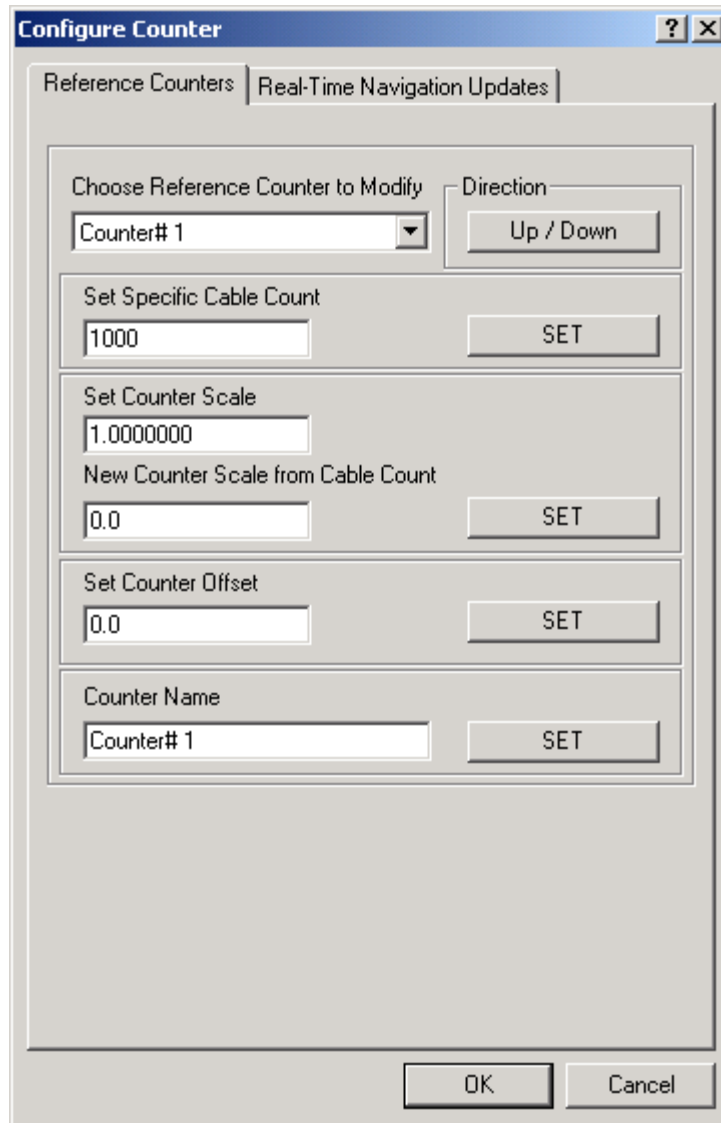 Configure Counter
Reference Counters
Real-Time Navigation Updates
Choose Reference Counter to Modify
Direction
Counter# 1
Up / Down
Set Specific Cable Count
1000
SET
Set Counter Scale
1.0000000
New Counter Scale from Cable Count
0.0
SET
Set Counter Offset
0.0
SET
Counter Name
Counter# 1
SET
OK
Cancel